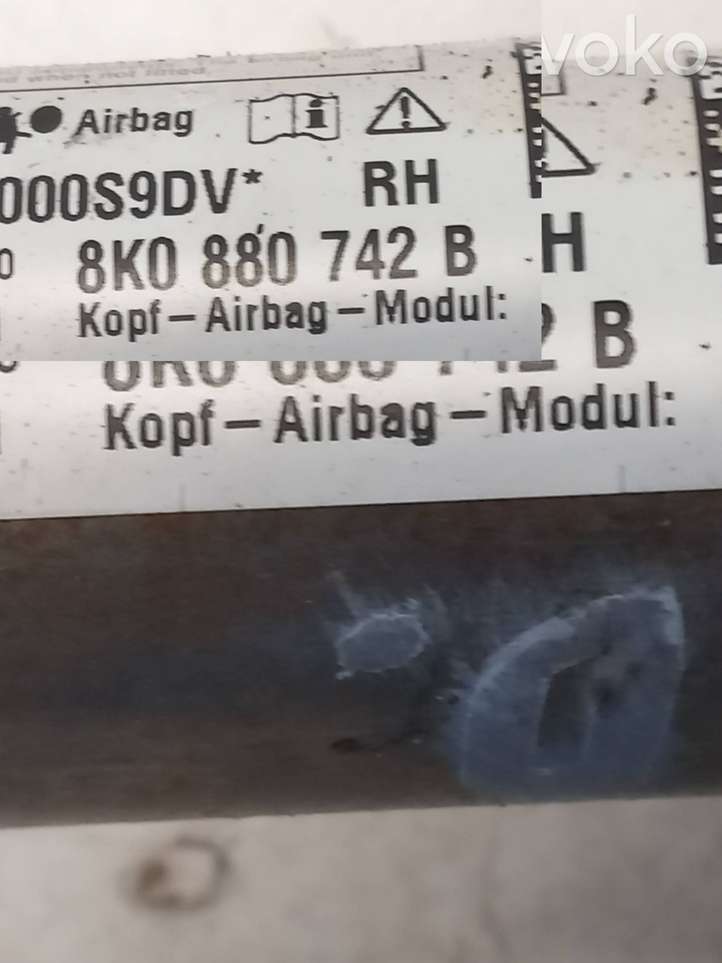 voko
Airbag
000S9DV* RH
8K0 880 742 B
Kopf-Airbag-Modul:
H
B
Kopf-Airbag-Modul: